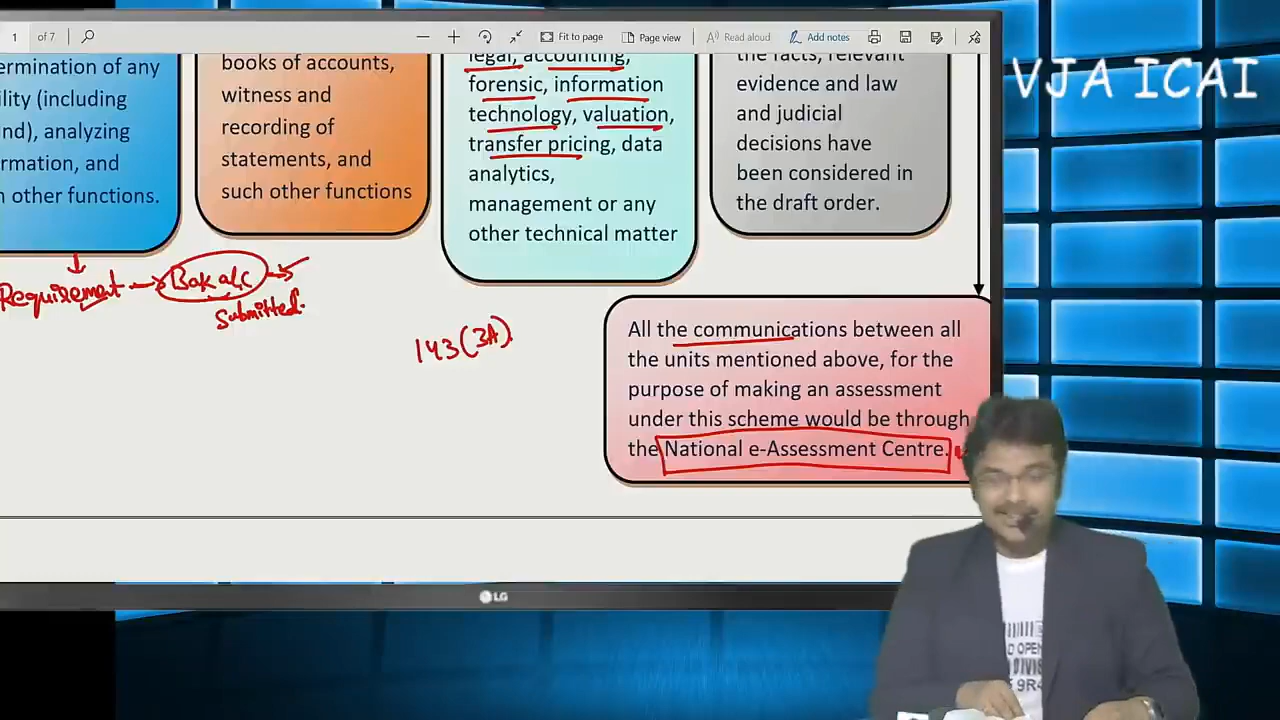 1 of 7
Fit to page
Page view
Read aloud
Add notes
VJA ICAI
ermination of any
ility (including
nd), analyzing
rmation, and
other functions.
books of accounts,
witness and
recording of
statements, and
such other functions
legal, accounting,
forensic, information
technology, valuation,
transfer pricing, data
analytics,
management or any
other technical matter
the facts, relevant
evidence and law
and judicial
decisions have
been considered in
the draft order.
Requirement
Bok a/c
Submitted.
143(3A)
All the communications between all
the units mentioned above, for the
purpose of making an assessment
under this scheme would be through
the National e-Assessment Centre.
LG
D OPEN
DIVIS
9R4